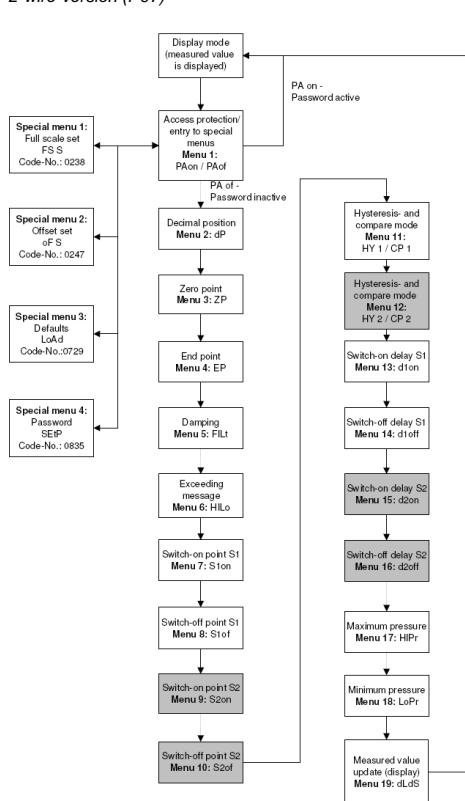 Display mode
(measured value
is displayed)
PA on -
Password active
Access protection/
entry to special
menus
Menu 1:
PAon / PAof
PA of -
Password inactive
Special menu 1:
Full scale set
FS S
Code-No.: 0238
Special menu 2:
Offset set
oF S
Code-No.: 0247
Special menu 3:
Defaults
LoAd
Code-No.:0729
Special menu 4:
Password
SEtP
Code-No.: 0835
Decimal position
Menu 2: dP
Zero point
Menu 3: ZP
End point
Menu 4: EP
Damping
Menu 5: FILt
Exceeding
message
Menu 6: HILo
Switch-on point S1
Menu 7: S1on
Switch-off point S1
Menu 8: S1of
Switch-on point S2
Menu 9: S2on
Switch-off point S2
Menu 10: S2of
Hysteresis- and
compare mode
Menu 11:
HY 1 / CP 1
Hysteresis- and
compare mode
Menu 12:
HY 2 / CP 2
Switch-on delay S1
Menu 13: d1on
Switch-off delay S1
Menu 14: d1off
Switch-on delay S2
Menu 15: d2on
Switch-off delay S2
Menu 16: d2off
Maximum pressure
Menu 17: HIPr
Minimum pressure
Menu 18: LoPr
Measured value
update (display)
Menu 19: dLdS